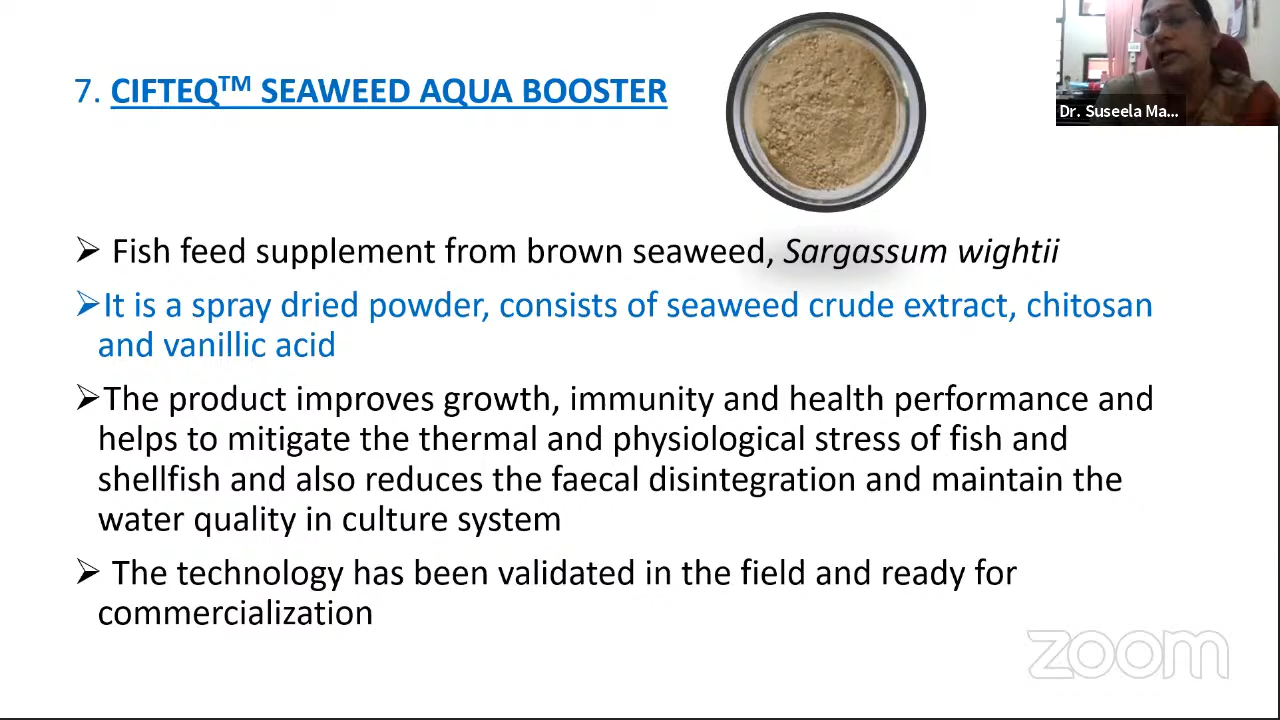 7. CIFTEQTM SEAWEED AQUA BOOSTER
Dr. Suseela Ma...
➢ Fish feed supplement from brown seaweed, Sargassum wightii
➢It is a spray dried powder, consists of seaweed crude extract, chitosan
and vanillic acid
➢The product improves growth, immunity and health performance and
helps to mitigate the thermal and physiological stress of fish and
shellfish and also reduces the faecal disintegration and maintain the
water quality in culture system
➢ The technology has been validated in the field and ready for
commercialization
zoom